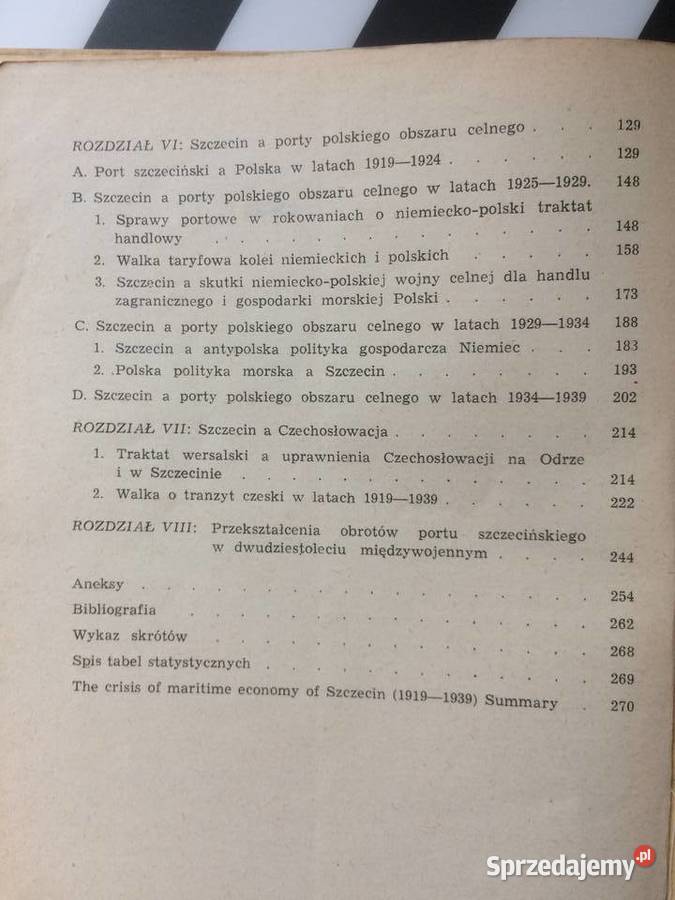 ROZDZIAŁ VI: Szczecin a porty polskiego obszaru celnego . . . 129
A. Port szczeciński a Polska w latach 1919—1924 . . . . . . 129
B. Szczecin a porty polskiego obszaru celnego w latach 1925—1929. 148
1. Sprawy portowe w rokowaniach o niemiecko-polski traktat
handlowy . . . . . . . . . . . . 148
2. Walka taryfowa kolei niemieckich i polskich . . . . . 158
3. Szczecin a skutki niemiecko-polskiej wojny celnej dla handlu
zagranicznego i gospodarki morskiej Polski . . . . . . 173
C. Szczecin a porty polskiego obszaru celnego w latach 1929—1934 188
1. Szczecin a antypolska polityka gospodarcza Niemiec . . . 183
2. .Polska polityka morska a Szczecin . . . . . . . . 193
D. Szczecin a porty polskiego obszaru celnego w latach 1934—1939 202
ROZDZIAŁ VII: Szczecin a Czechosłowacja . . . . . . . . 214
1. Traktat wersalski a uprawnienia Czechosłowacji na Odrze
i w Szczecinie . . . . . . . . . . . . 214
2. Walka o tranzyt czeski w latach 1919—1939 . . . . . . 222
ROZDZIAŁ VIII: Przekształcenia obrotów portu szczecińskiego
w dwudziestoleciu międzywojennym . . . . 244
Aneksy . . . . . . . . . . . . . . . . 254
Bibliografia . . . . . . . . . . . . . . 262
Wykaz skrótów . . . . . . . . . . . . . 268
Spis tabel statystycznych . . . . . . . . . . . 269
The crisis of maritime economy of Szczecin (1919—1939) Summary . 270
Sprzedajemy.pl